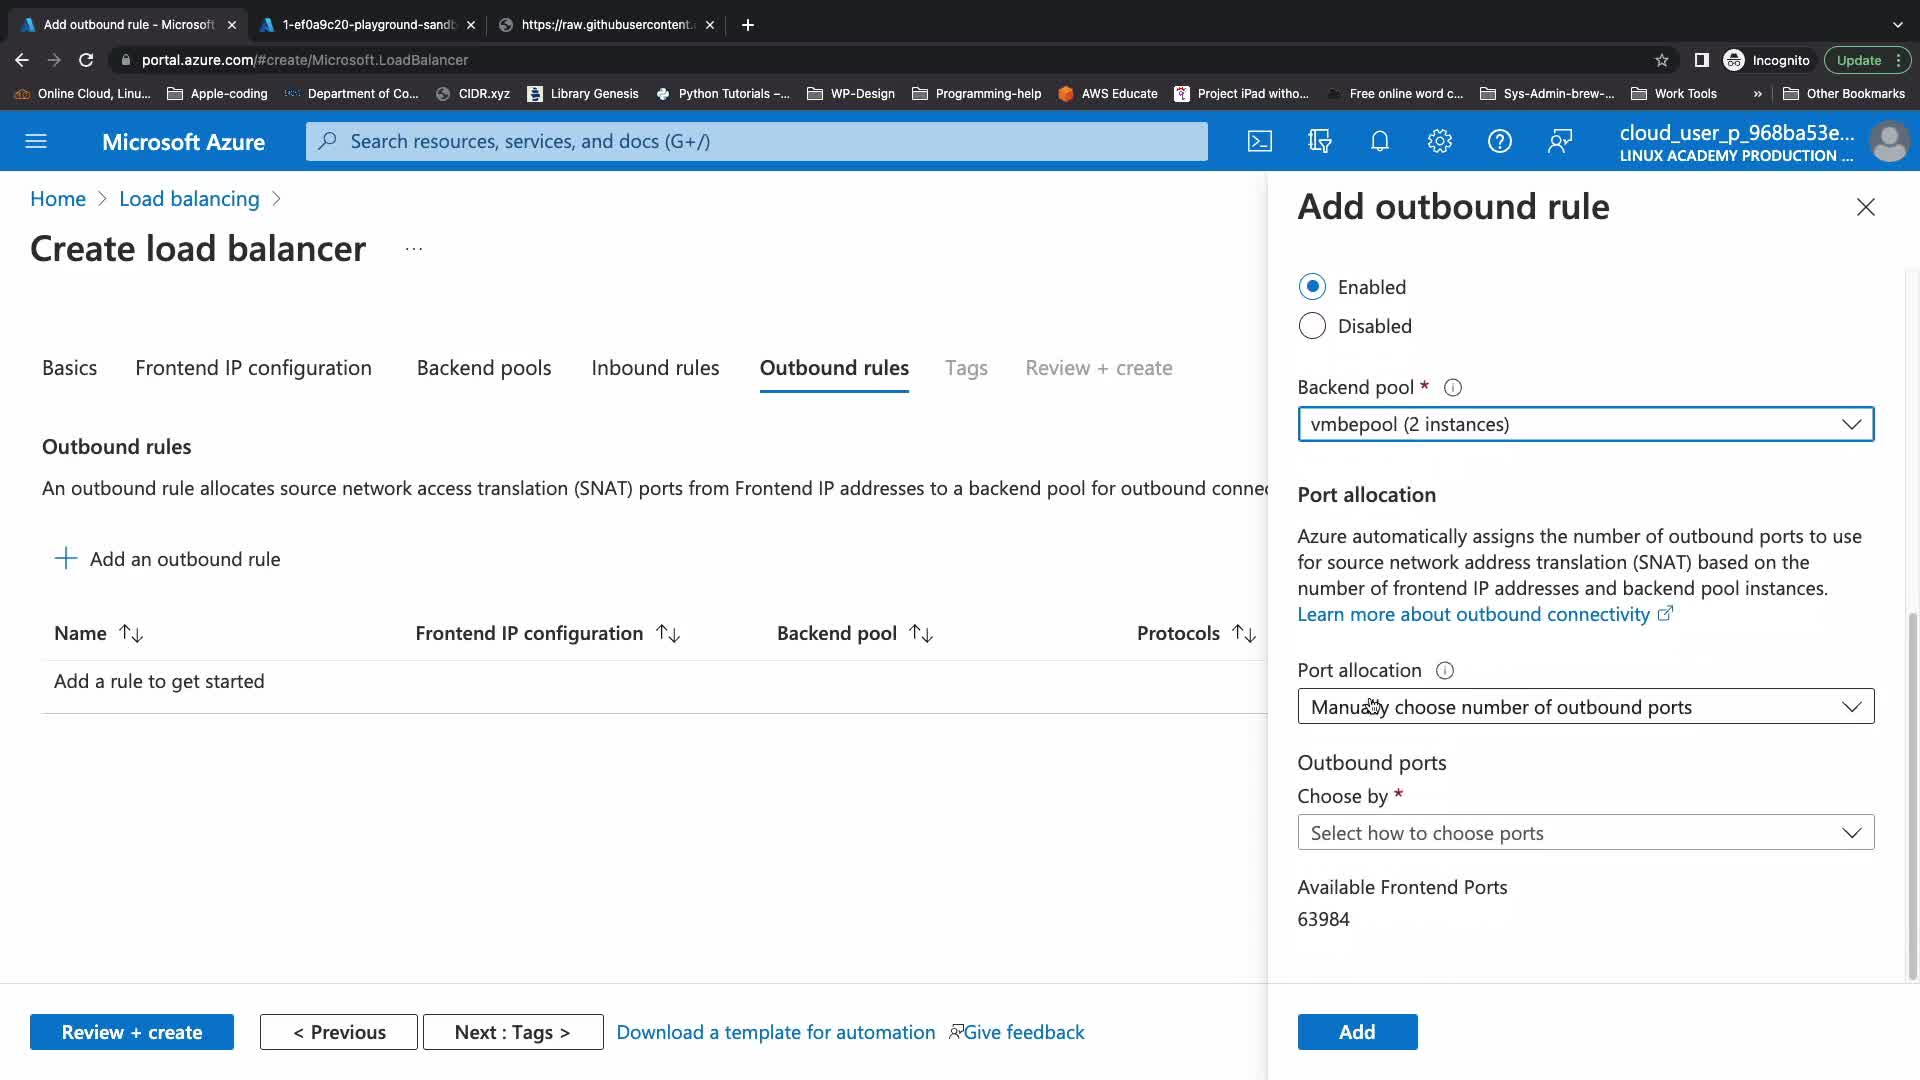 Add outbound rule - Microsoft
1-ef0a9c20-playground-sandb
https://raw.githubusercontent.
portal.azure.com/#create/Microsoft.LoadBalancer
Incognito
Update
Online Cloud, Linu...
Apple-coding
Department of Co...
CIDR.xyz
Library Genesis
Python Tutorials –...
WP-Design
Programming-help
AWS Educate
Project iPad witho...
Free online word c...
Sys-Admin-brew-...
Work Tools
»
Other Bookmarks
Microsoft Azure
Search resources, services, and docs (G+/)
cloud_user_p_968ba53e...
LINUX ACADEMY PRODUCTION ...
Home > Load balancing >
Create load balancer ...
Basics
Frontend IP configuration
Backend pools
Inbound rules
Outbound rules
Tags
Review + create
Outbound rules
An outbound rule allocates source network access translation (SNAT) ports from Frontend IP addresses to a backend pool for outbound connec
Add an outbound rule
Name
Frontend IP configuration
Backend pool
Protocols
Add a rule to get started
Review + create
< Previous
Next : Tags >
Download a template for automation
Give feedback
Add outbound rule
Enabled
Disabled
Backend pool *
vmbepool (2 instances)
Port allocation
Azure automatically assigns the number of outbound ports to use
for source network address translation (SNAT) based on the
number of frontend IP addresses and backend pool instances.
Learn more about outbound connectivity
Port allocation
Manually choose number of outbound ports
Outbound ports
Choose by *
Select how to choose ports
Available Frontend Ports
63984
Add